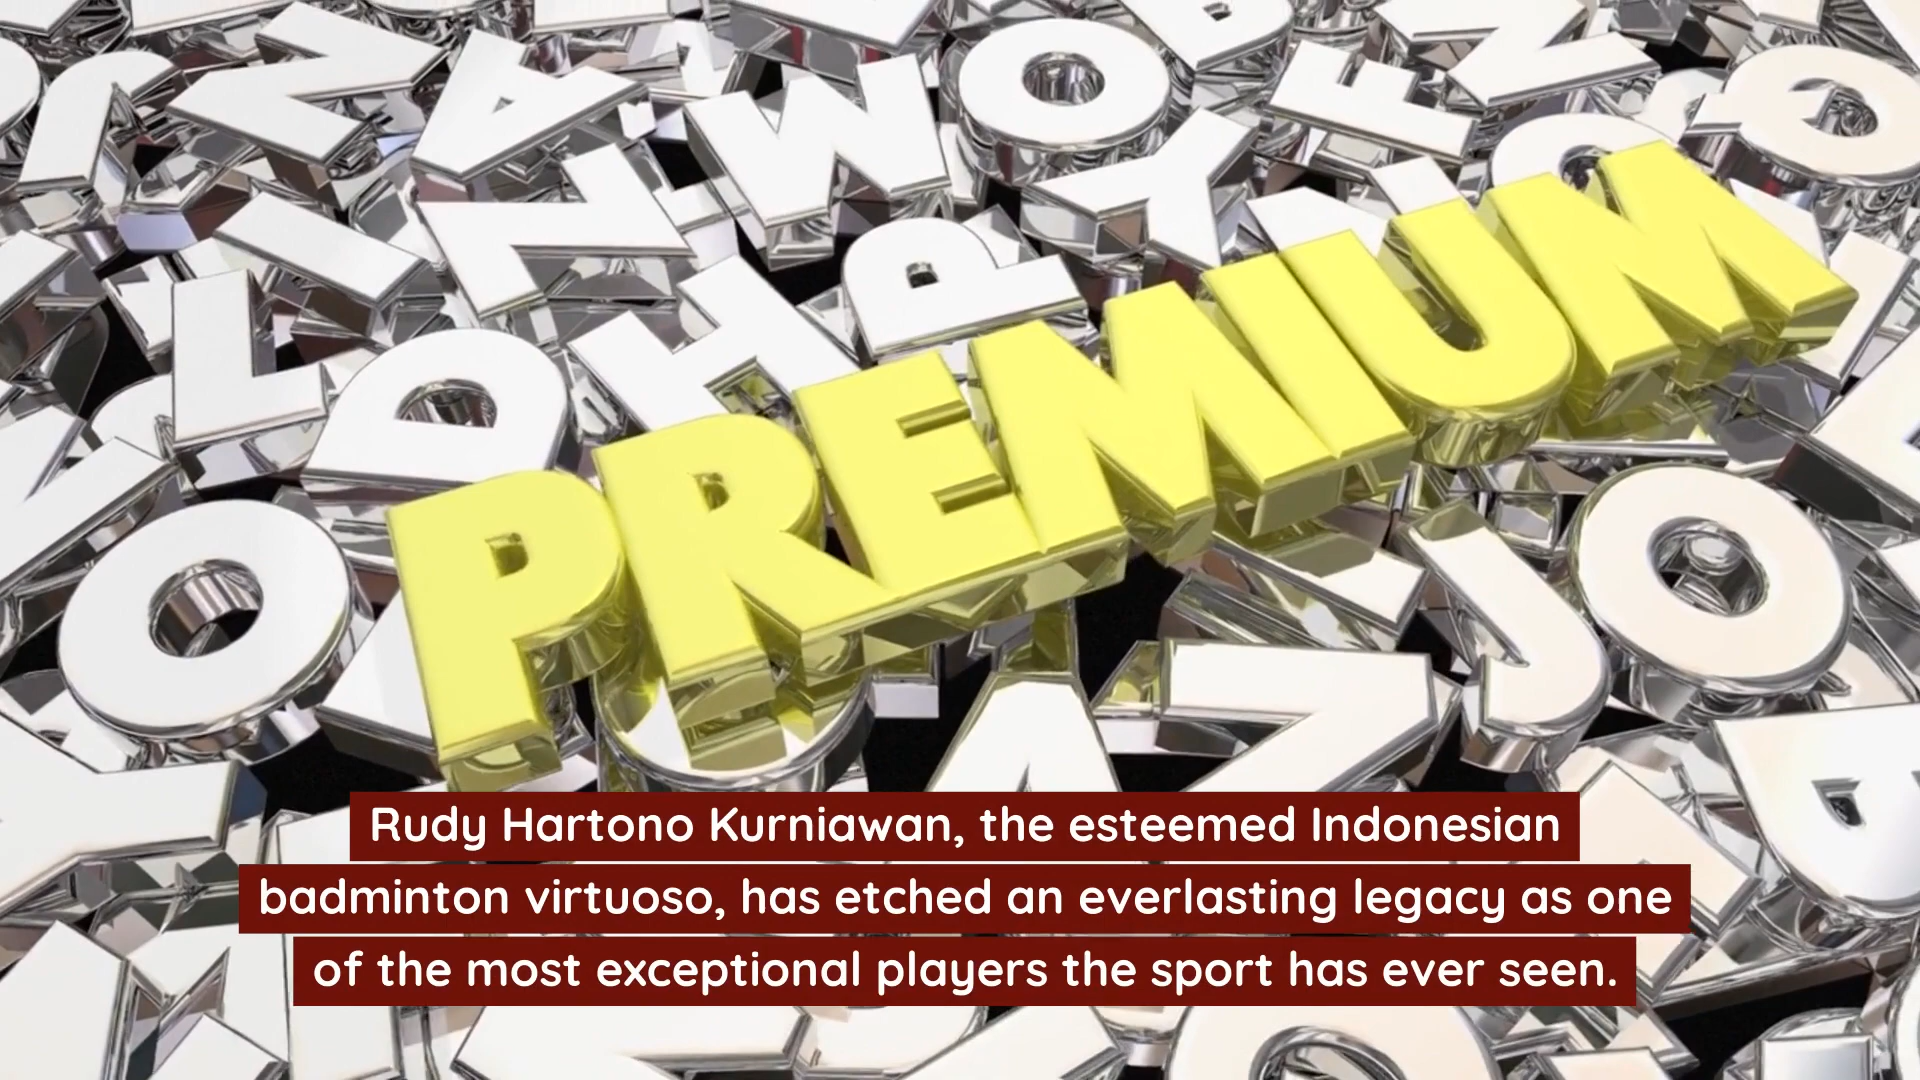 PREMIUM
Rudy Hartono Kurniawan, the esteemed Indonesian
badminton virtuoso, has etched an everlasting legacy as one
of the most exceptional players the sport has ever seen.